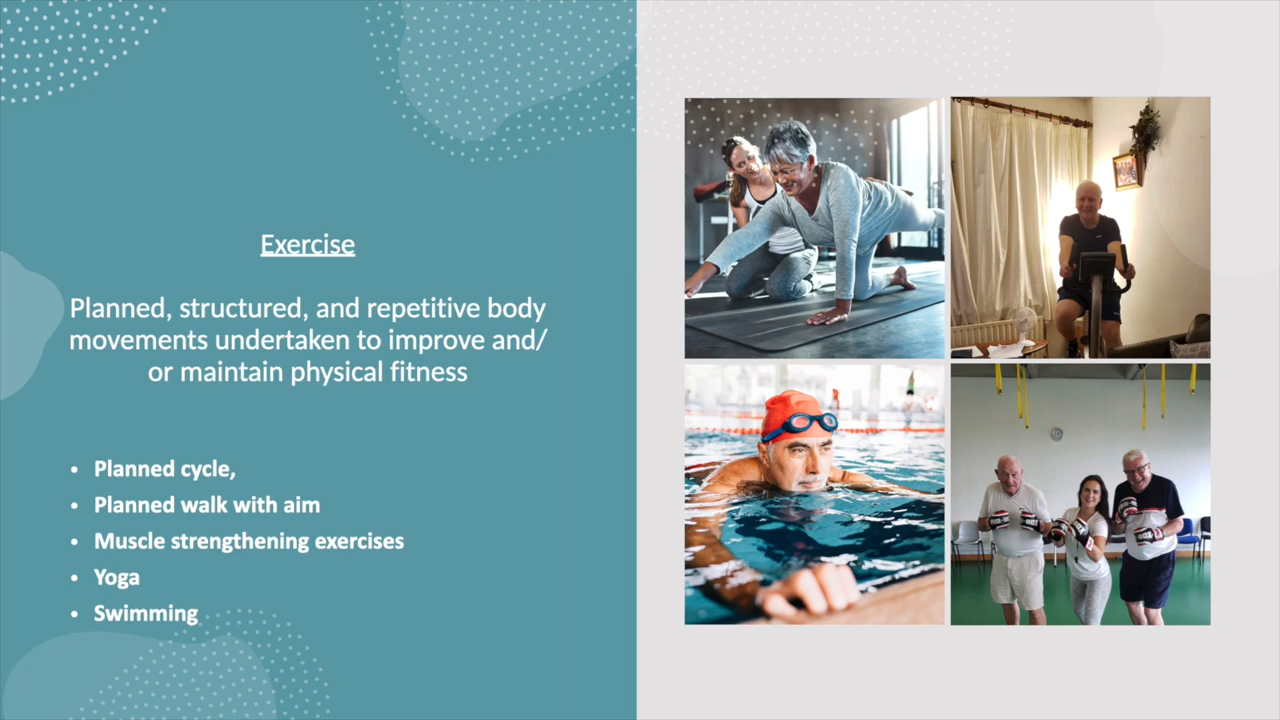 Exercise
Planned, structured, and repetitive body
movements undertaken to improve and/
or maintain physical fitness
• Planned cycle,
• Planned walk with aim
• Muscle strengthening exercises
• Yoga
• Swimming